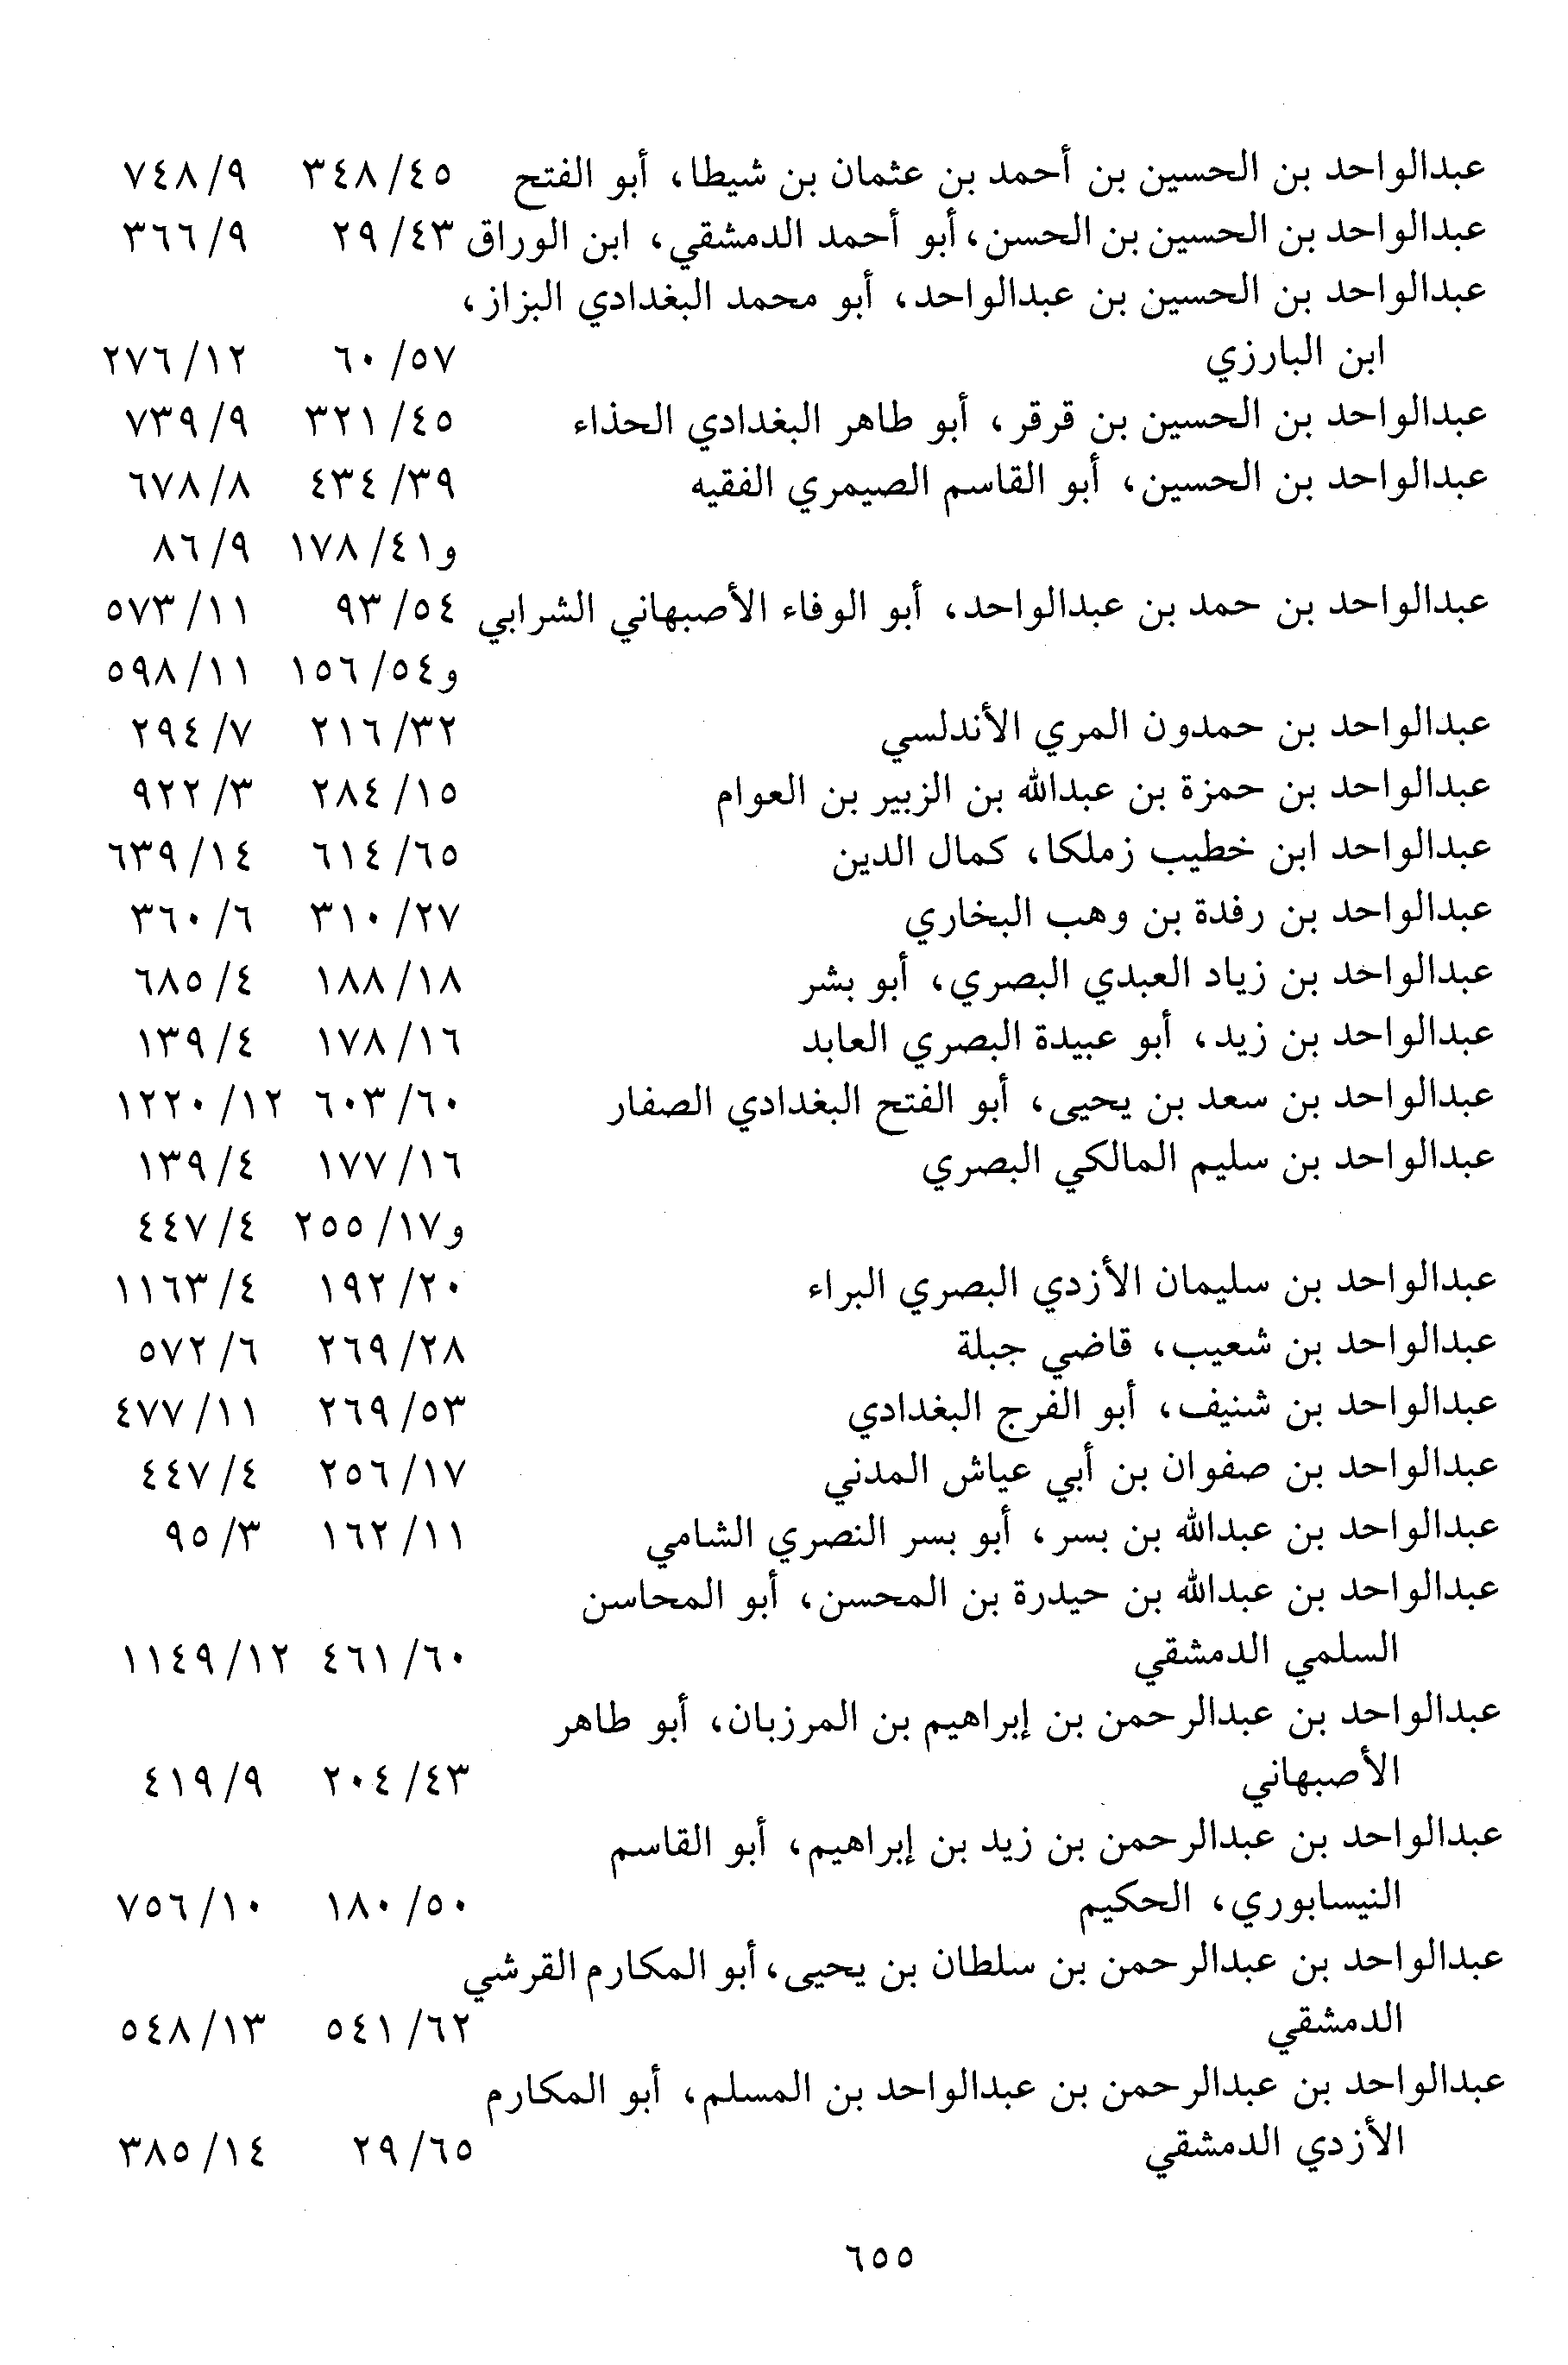 عبدالواحد بن الحسين بن أحمد بن عثمان بن شيطا، أبو الفتح ٣٤٨/٤٥ ٧٤٨/٩
عبدالواحد بن الحسين بن الحسن، أبو أحمد الدمشقي، ابن الوراق ٢٩/٤٣ ٣٦٦/٩
عبدالواحد بن الحسين بن عبدالواحد، أبو محمد البغدادي البزاز،
ابن البارزي ٦٠/٥٧ ٢٧٦/١٢
عبدالواحد بن الحسين بن قرقر، أبو طاهر البغدادي الحذاء ٣٢١/٤٥ ٧٣٩/٩
عبدالواحد بن الحسين، أبو القاسم الصيمري الفقيه ٤٣٤/٣٩ ٦٧٨/٨
و١٧٨/٤١ ٨٦/٩
عبدالواحد بن حمد بن عبدالواحد، أبو الوفاء الأصبهاني الشرابي ٩٣/٥٤ ٥٧٣/١١
و١٥٦/٥٤ ٥٩٨/١١
عبدالواحد بن حمدون المري الأندلسي ٢١٦/٣٢ ٢٩٤/٧
عبدالواحد بن حمزة بن عبدالله بن الزبير بن العوام ٢٨٤/١٥ ٩٢٢/٣
عبدالواحد ابن خطيب زملكا، كمال الدين ٦١٤/٦٥ ٦٣٩/١٤
عبدالواحد بن رفدة بن وهب البخاري ٣١٠/٢٧ ٣٦٠/٦
عبدالواحد بن زياد العبدي البصري، أبو بشر ١٨٨/١٨ ٦٨٥/٤
عبدالواحد بن زيد، أبو عبيدة البصري العابد ١٧٨/١٦ ١٣٩/٤
عبدالواحد بن سعد بن يحيى، أبو الفتح البغدادي الصفار ٦٠٣/٦٠ ١٢٢٠/١٢
عبدالواحد بن سليم المالكي البصري ١٧٧/١٦ ١٣٩/٤
و٢٥٥/١٧ ٤٤٧/٤
عبدالواحد بن سليمان الأزدي البصري البراء ١٩٢/٢٠ ١١٦٣/٤
عبدالواحد بن شعيب، قاضي جبلة ٢٦٩/٢٨ ٥٧٢/٦
عبدالواحد بن شنيف، أبو الفرج البغدادي ٢٦٩/٥٣ ٤٧٧/١١
عبدالواحد بن صفوان بن أبي عياش المدني ٢٥٦/١٧ ٤٤٧/٤
عبدالواحد بن عبدالله بن بسر، أبو بسر النصري الشامي ١٦٢/١١ ٩٥/٣
عبدالواحد بن عبدالله بن حيدرة بن المحسن، أبو المحاسن
السلمي الدمشقي ٤٦١/٦٠ ١١٤٩/١٢
عبدالواحد بن عبدالرحمن بن إبراهيم بن المرزبان، أبو طاهر
الأصبهاني ٢٠٤/٤٣ ٤١٩/٩
عبدالواحد بن عبدالرحمن بن زيد بن إبراهيم، أبو القاسم
النيسابوري، الحكيم ١٨٠/٥٠ ٧٥٦/١٠
عبدالواحد بن عبدالرحمن بن سلطان بن يحيى، أبو المكارم القرشي
الدمشقي ٥٤١/٦٢ ٥٤٨/١٣
عبدالواحد بن عبدالرحمن بن عبدالواحد بن المسلم، أبو المكارم
الأزدي الدمشقي ٢٩/٦٥ ٣٨٥/١٤
٦٥٥